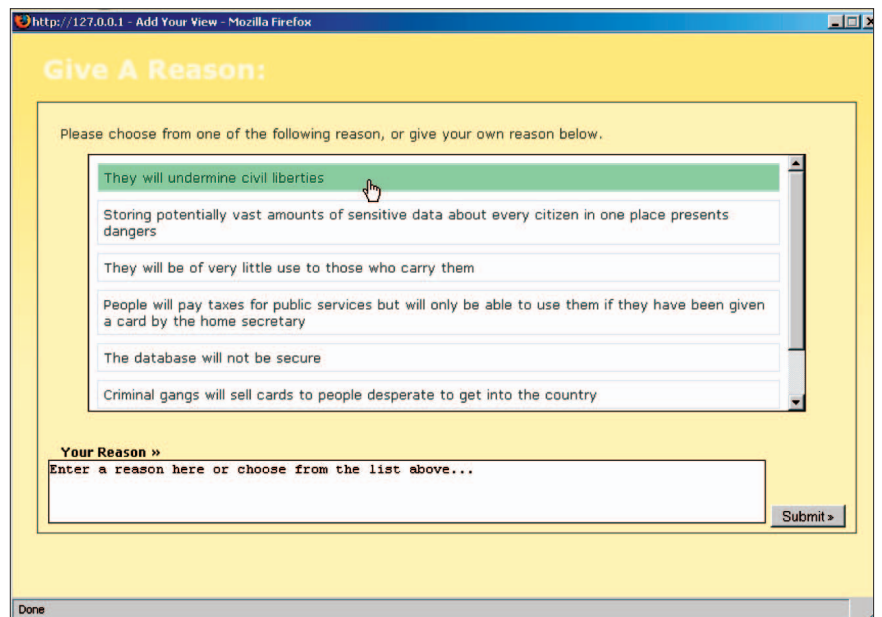 http://127.0.0.1 - Add Your View - Mozilla Firefox
Give A Reason:
Please choose from one of the following reason, or give your own reason below.
They will undermine civil liberties
Storing potentially vast amounts of sensitive data about every citizen in one place presents
dangers
They will be of very little use to those who carry them
People will pay taxes for public services but will only be able to use them if they have been given
a card by the home secretary
The database will not be secure
Criminal gangs will sell cards to people desperate to get into the country
Your Reason »
Enter a reason here or choose from the list above...
Submit »
Done